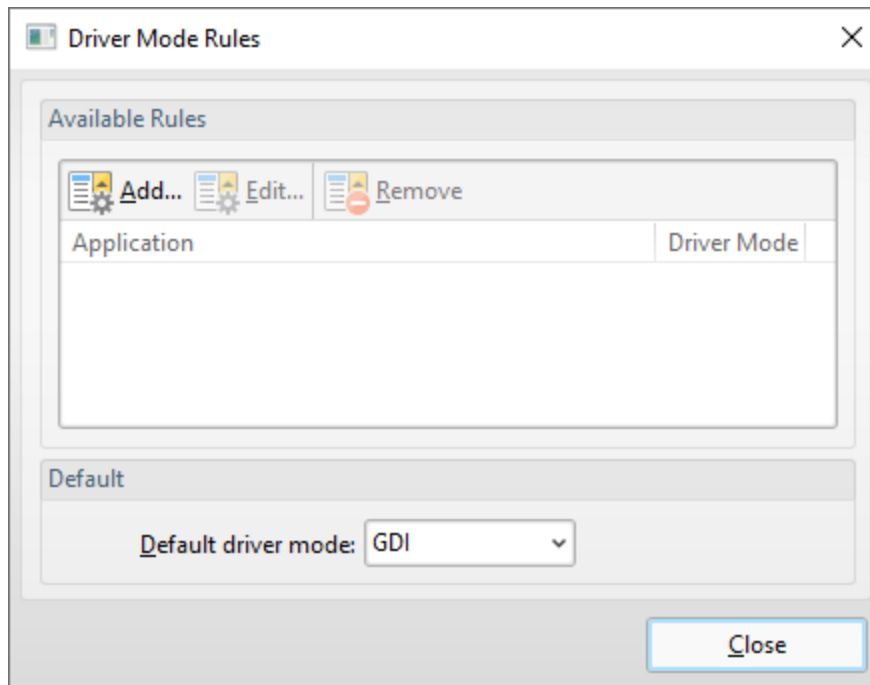 Driver Mode Rules
Available Rules
Add... Edit... Remove
Application Driver Mode
Default
Default driver mode: GDI
Close